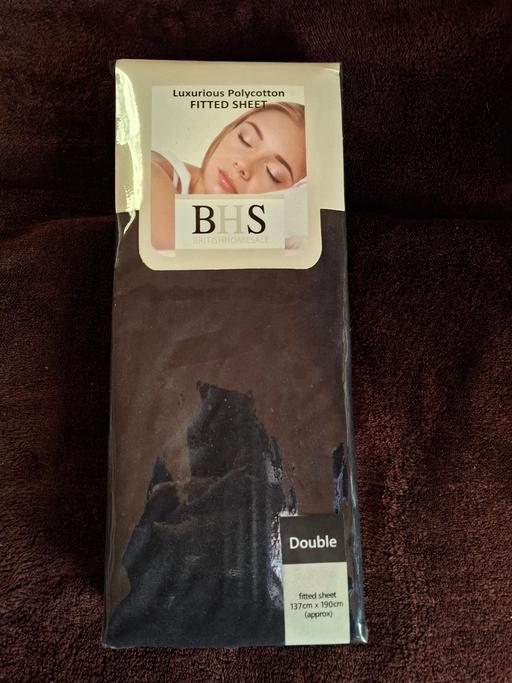 Luxurious Polycotton
FITTED SHEET
BHS
BRITISHHOMESALE
Double
fitted sheet
137cm x 190cm
(approx)